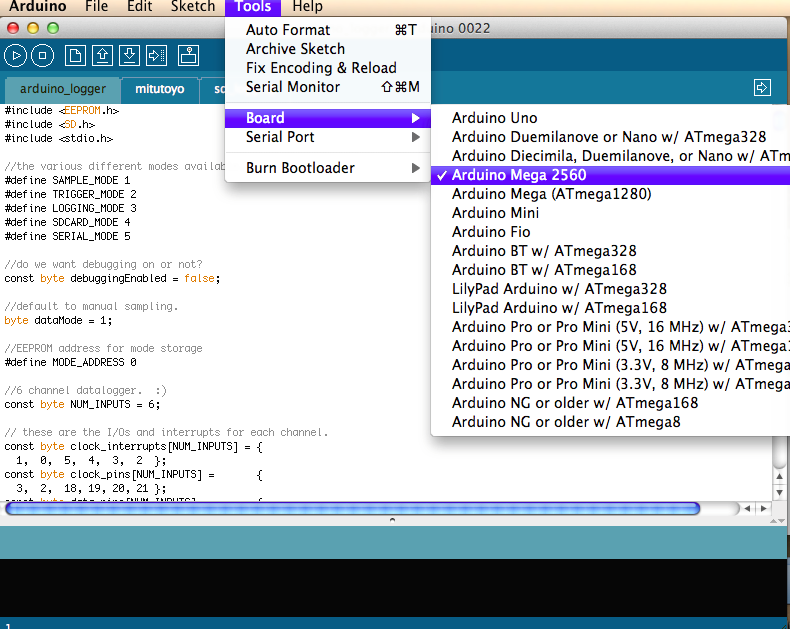 Arduino File Edit Sketch Tools Help
0022
Auto Format ⌘T
Archive Sketch
Fix Encoding & Reload
Serial Monitor ⇧⌘M
Board
Serial Port
Burn Bootloader
Arduino Uno
Arduino Duemilanove or Nano w/ ATmega328
Arduino Diecimila, Duemilanove, or Nano w/ ATm
✓ Arduino Mega 2560
Arduino Mega (ATmega1280)
Arduino Mini
Arduino Fio
Arduino BT w/ ATmega328
Arduino BT w/ ATmega168
LilyPad Arduino w/ ATmega328
LilyPad Arduino w/ ATmega168
Arduino Pro or Pro Mini (5V, 16 MHz) w/ ATmega3
Arduino Pro or Pro Mini (5V, 16 MHz) w/ ATmega1
Arduino Pro or Pro Mini (3.3V, 8 MHz) w/ ATmega
Arduino Pro or Pro Mini (3.3V, 8 MHz) w/ ATmega
Arduino NG or older w/ ATmega168
Arduino NG or older w/ ATmega8
arduino_logger mitutoyo
#include <EEPROM.h>
#include <SD.h>
#include <stdio.h>
//the various different modes availab
#define SAMPLE_MODE 1
#define TRIGGER_MODE 2
#define LOGGING_MODE 3
#define SDCARD_MODE 4
#define SERIAL_MODE 5
//do we want debugging on or not?
const byte debuggingEnabled = false;
//default to manual sampling.
byte dataMode = 1;
//EEPROM address for mode storage
#define MODE_ADDRESS 0
//6 channel datalogger.  :)
const byte NUM_INPUTS = 6;
// these are the I/Os and interrupts for each channel.
const byte clock_interrupts[NUM_INPUTS] = {
1, 0, 5, 4, 3, 2 };
const byte clock_pins[NUM_INPUTS] = {
3, 2, 18, 19, 20, 21 };
1